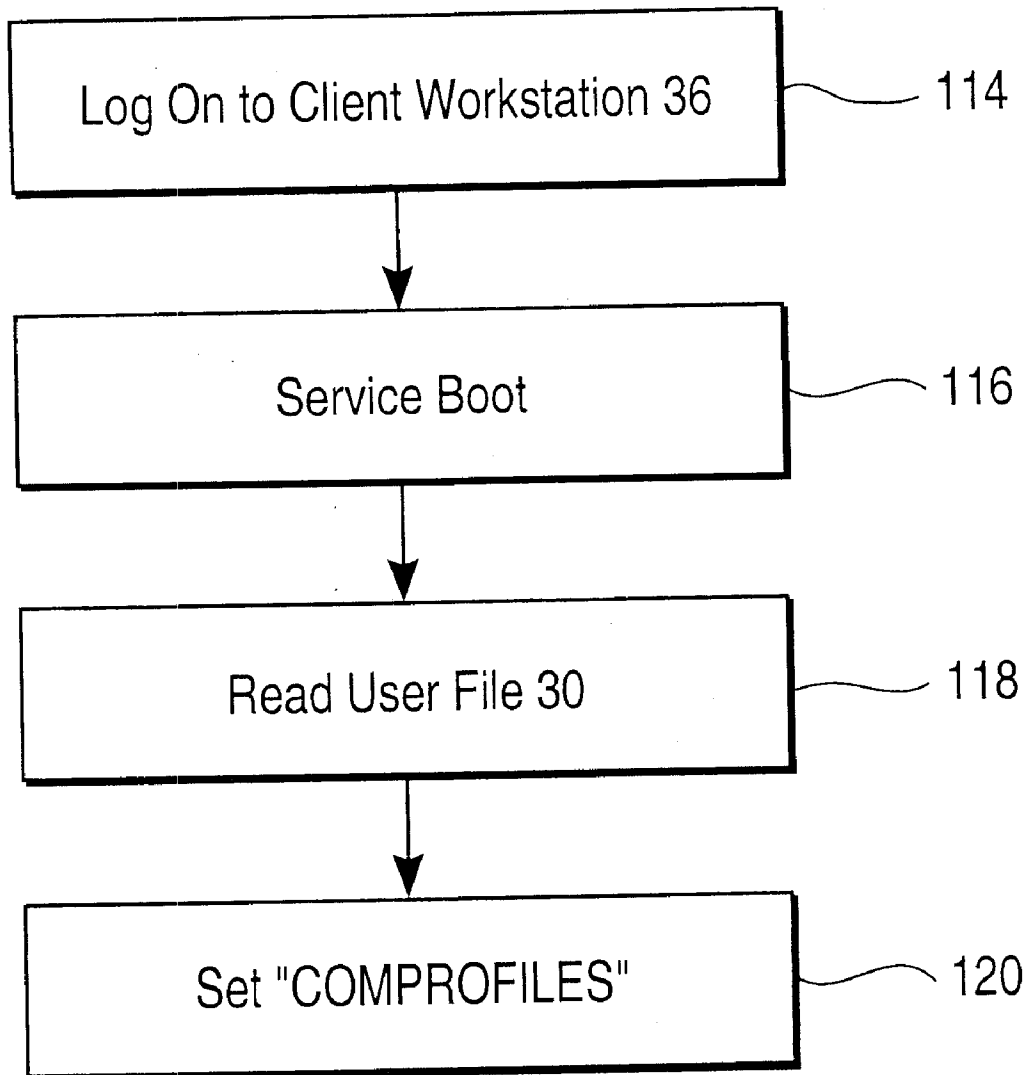 Log On to Client Workstation 36
114
Service Boot
116
Read User File 30
118
Set "COMPROFILES"
120